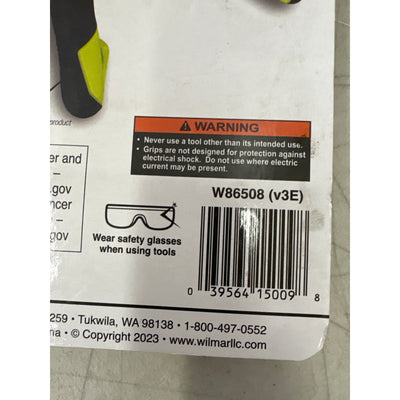 product
⚠ WARNING
• Never use a tool other than its intended use.
• Grips are not designed for protection against
electrical shock. Do not use where electric
current may be present.
er and
–
.gov
ncer
–
.gov
W86508 (v3E)
Wear safety glasses
when using tools
0 39564 15009 8
259 • Tukwila, WA 98138 • 1-800-497-0552
na • © Copyright 2023 • www.wilmarllc.com